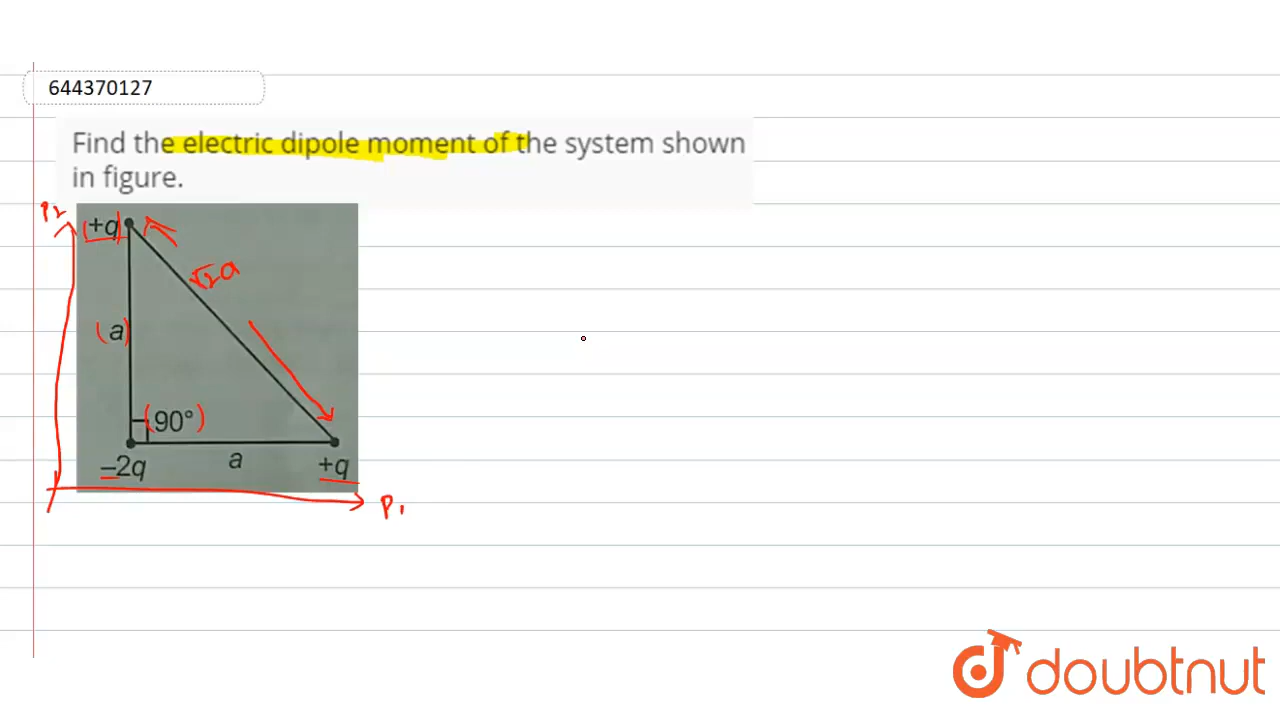 644370127
Find the electric dipole moment of the system shown
in figure.
P2
(+q)
√2a
(a)
(90°)
–2q
a
+q
P1
doubtnut